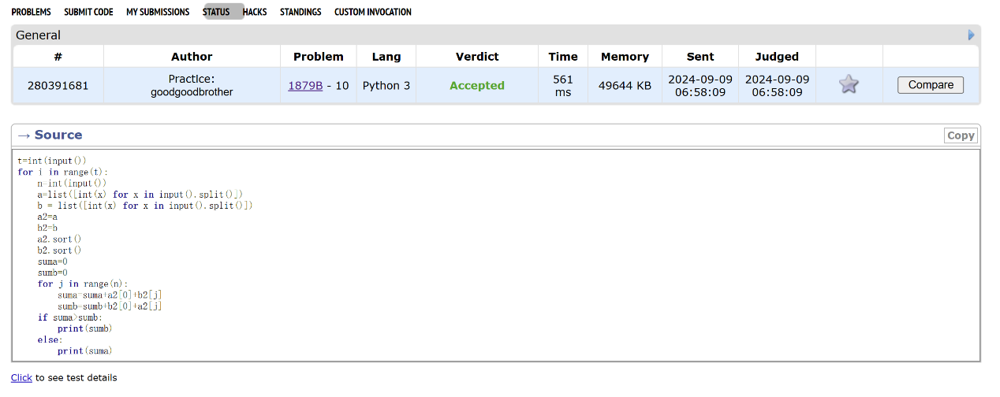 PROBLEMS SUBMIT CODE MY SUBMISSIONS STATUS HACKS STANDINGS CUSTOM INVOCATION
General
# Author Problem Lang Verdict Time Memory Sent Judged
280391681 Practice: goodgoodbrother 1879B - 10 Python 3 Accepted 561 ms 49644 KB 2024-09-09 06:58:09 2024-09-09 06:58:09 Compare
→ Source Copy
t=int(input())
for i in range(t):
    n=int(input())
    a=list([int(x) for x in input().split()])
    b = list([int(x) for x in input().split()])
    a2=a
    b2=b
    a2.sort()
    b2.sort()
    suma=0
    sumb=0
    for j in range(n):
        suma=suma+a2[0]+b2[j]
        sumb=sumb+b2[0]+a2[j]
    if suma>sumb:
        print(sumb)
    else:
        print(suma)
Click to see test details